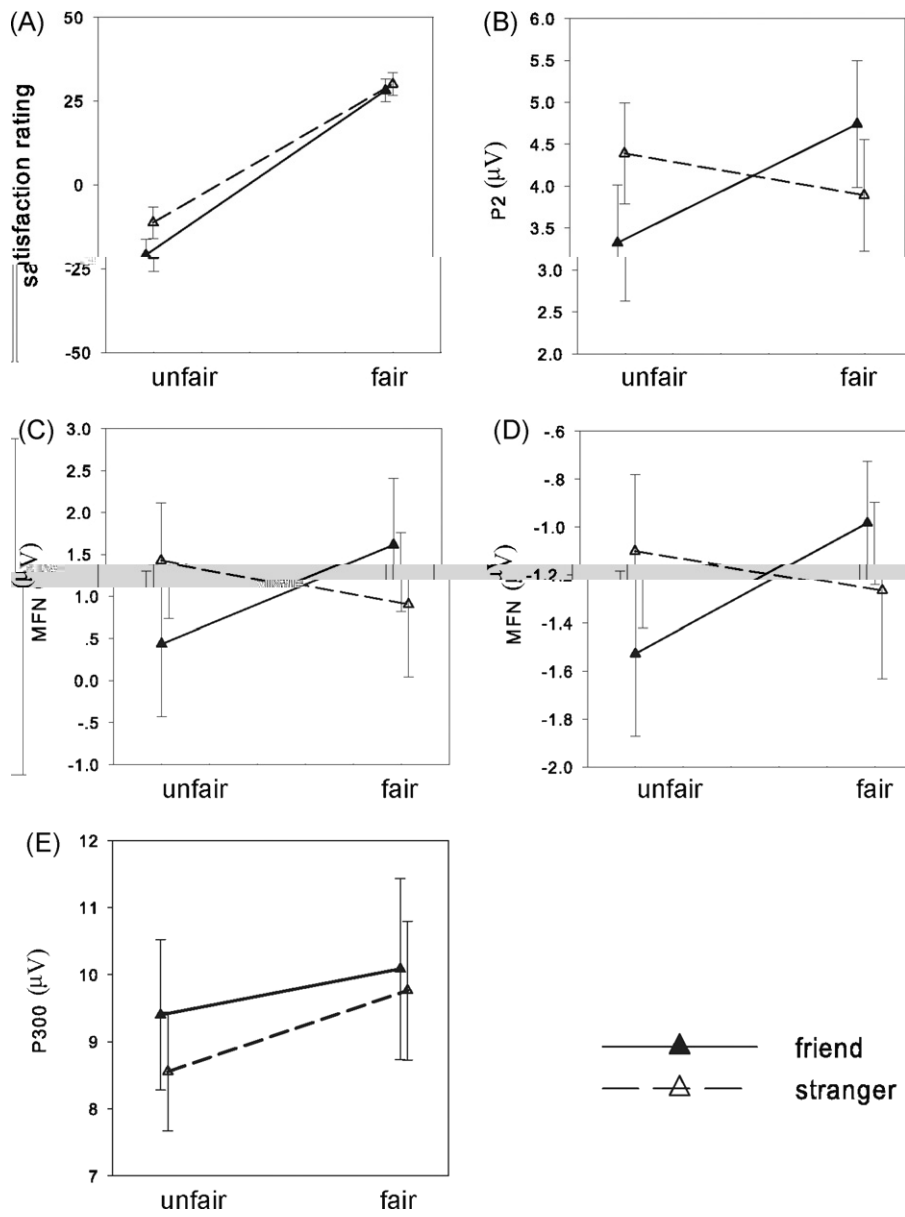 (A)
50
25
0
-25
-50
satisfaction rating
unfair fair
(B)
6.0
5.5
5.0
4.5
4.0
3.5
3.0
2.5
2.0
P2 (μV)
unfair fair
(C)
3.0
2.5
2.0
1.5
1.0
.5
0.0
-.5
-1.0
MFN (μV)
unfair fair
(D)
-.6
-.8
-1.0
-1.2
-1.4
-1.6
-1.8
-2.0
MFN (μV)
unfair fair
(E)
12
11
10
9
8
7
P300 (μV)
unfair fair
friend
stranger